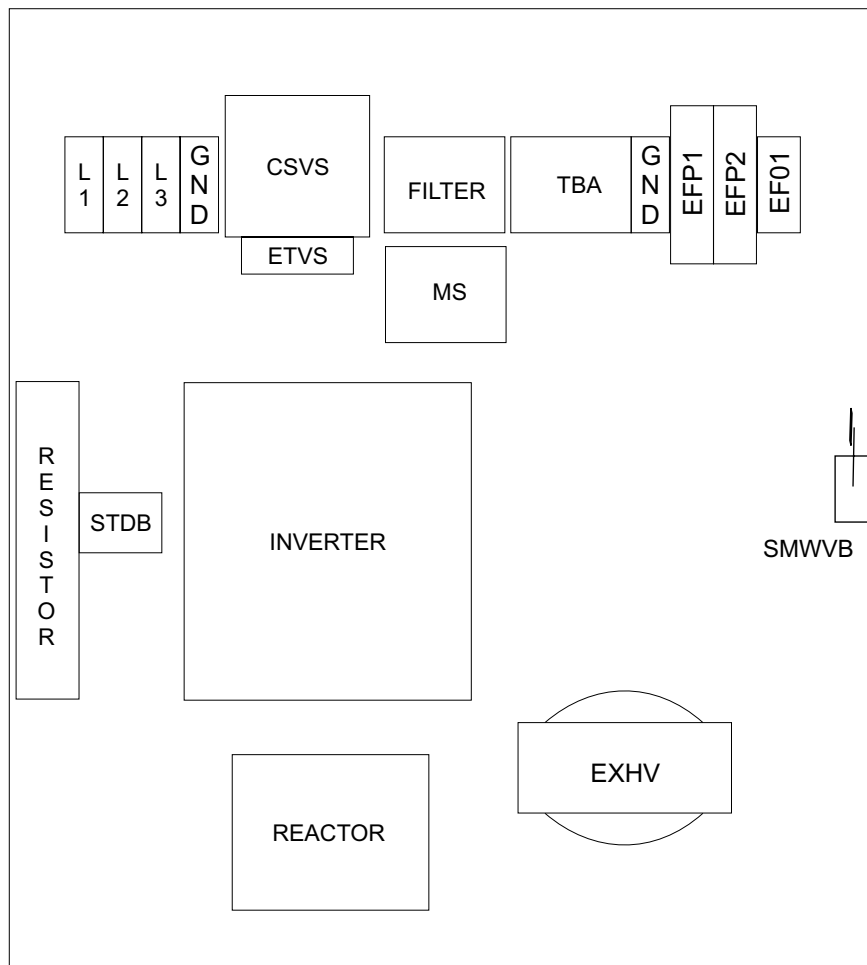 L1
L2
L3
GND
CSVS
FILTER
TBA
GND
EFP1
EFP2
EF01
ETVS
MS
RESISTOR
STDB
INVERTER
SMWVB
EXHV
REACTOR